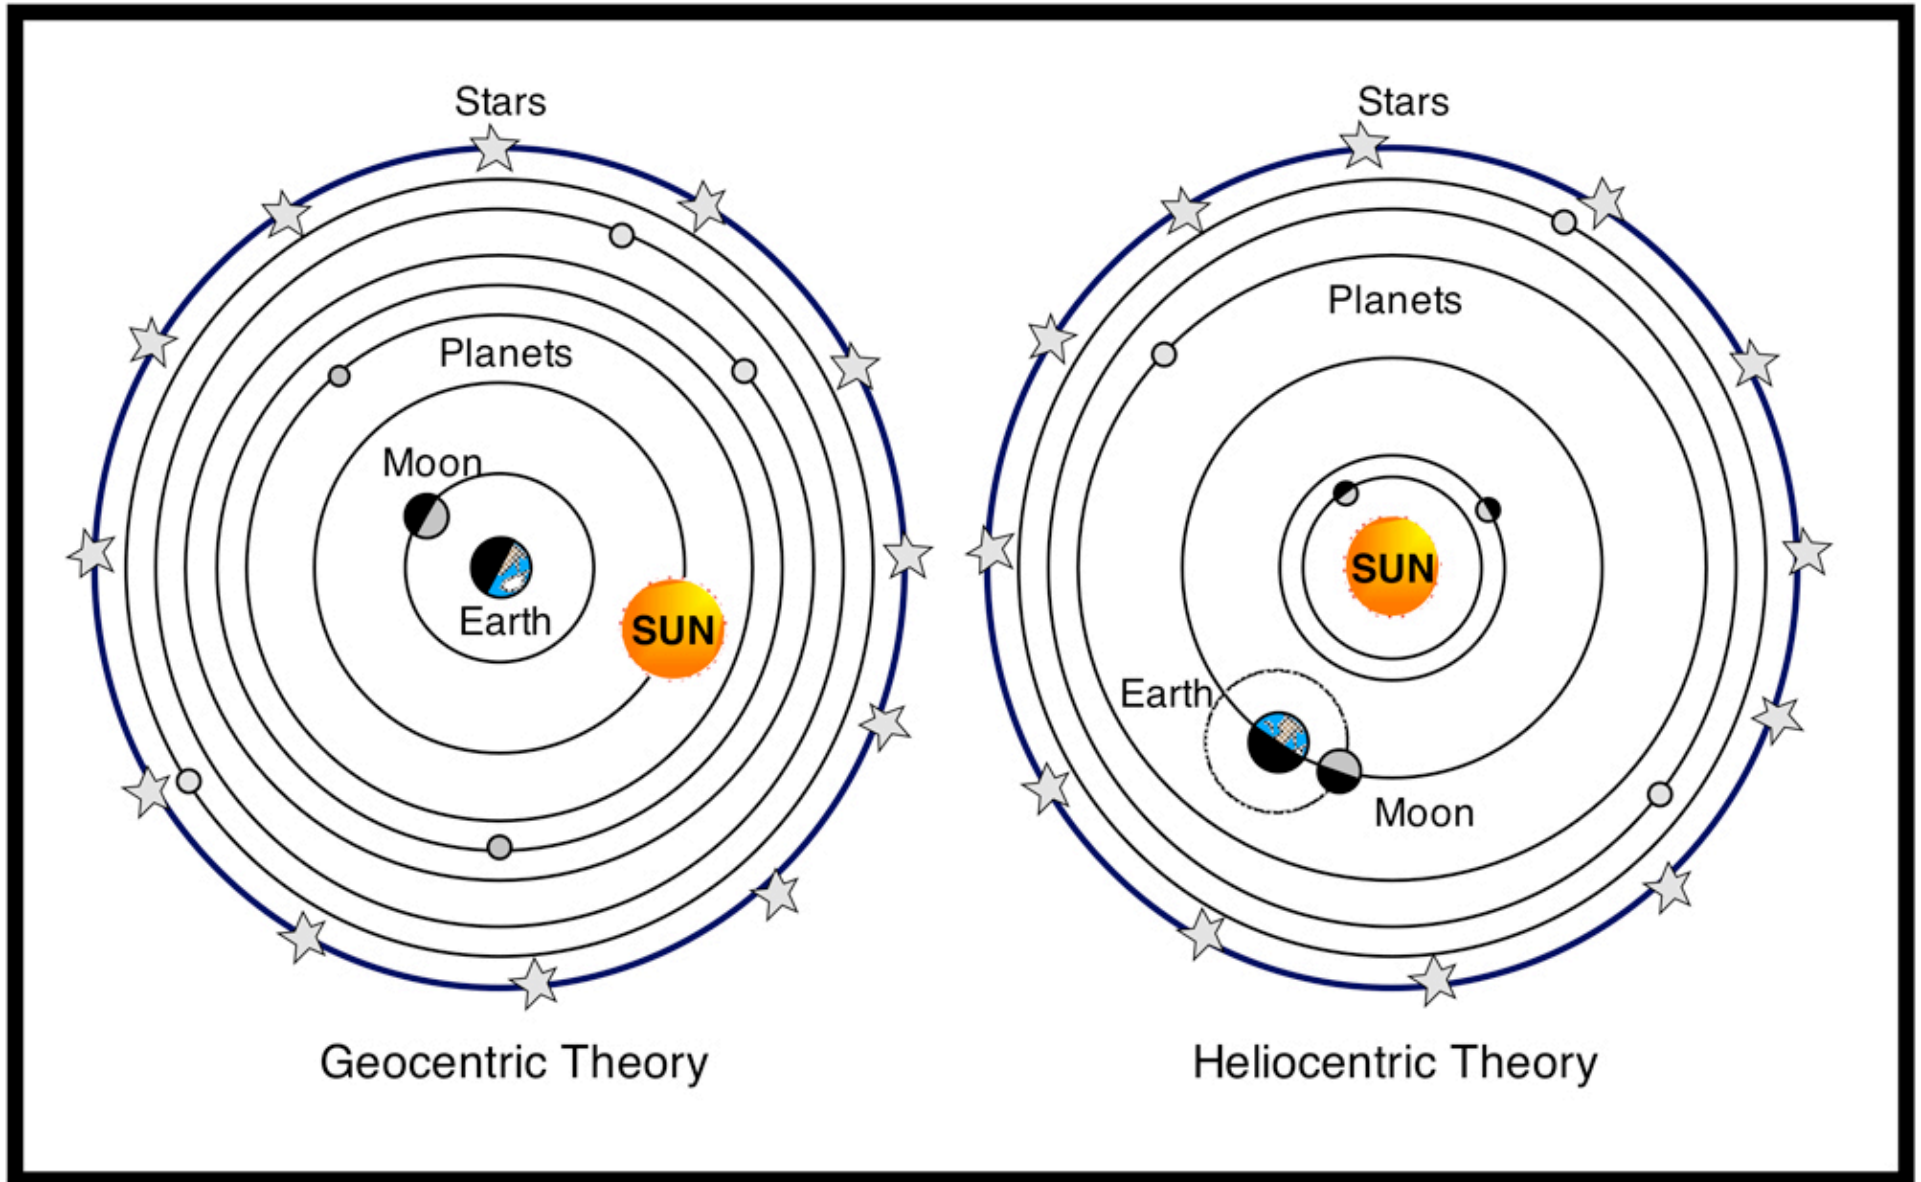 Stars
Planets
Moon
Earth
SUN
Geocentric Theory
Stars
Planets
SUN
Earth
Moon
Heliocentric Theory